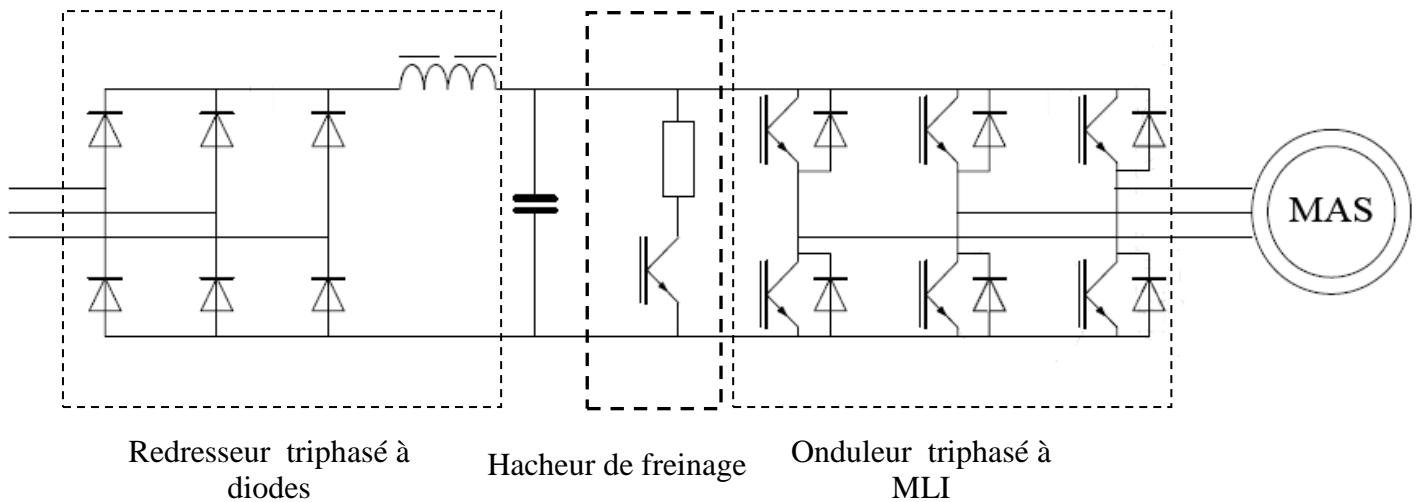 MAS
Redresseur triphasé à
diodes
Hacheur de freinage
Onduleur triphasé à
MLI